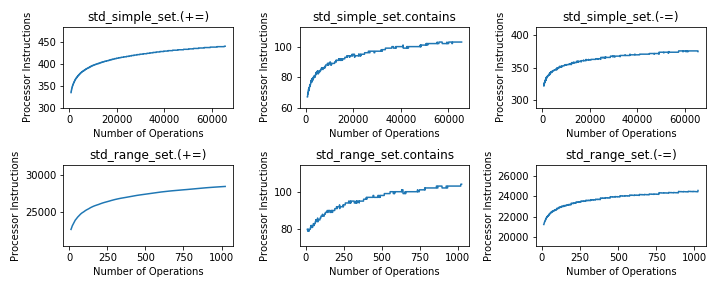 std_simple_set.(+=)
Processor Instructions
450
400
350
300
0 20000 40000 60000
Number of Operations
std_simple_set.contains
Processor Instructions
100
80
60
0 20000 40000 60000
Number of Operations
std_simple_set.(-=)
Processor Instructions
400
350
300
0 20000 40000 60000
Number of Operations
std_range_set.(+=)
Processor Instructions
30000
25000
0 250 500 750 1000
Number of Operations
std_range_set.contains
Processor Instructions
100
80
0 250 500 750 1000
Number of Operations
std_range_set.(-=)
Processor Instructions
26000
24000
22000
20000
0 250 500 750 1000
Number of Operations